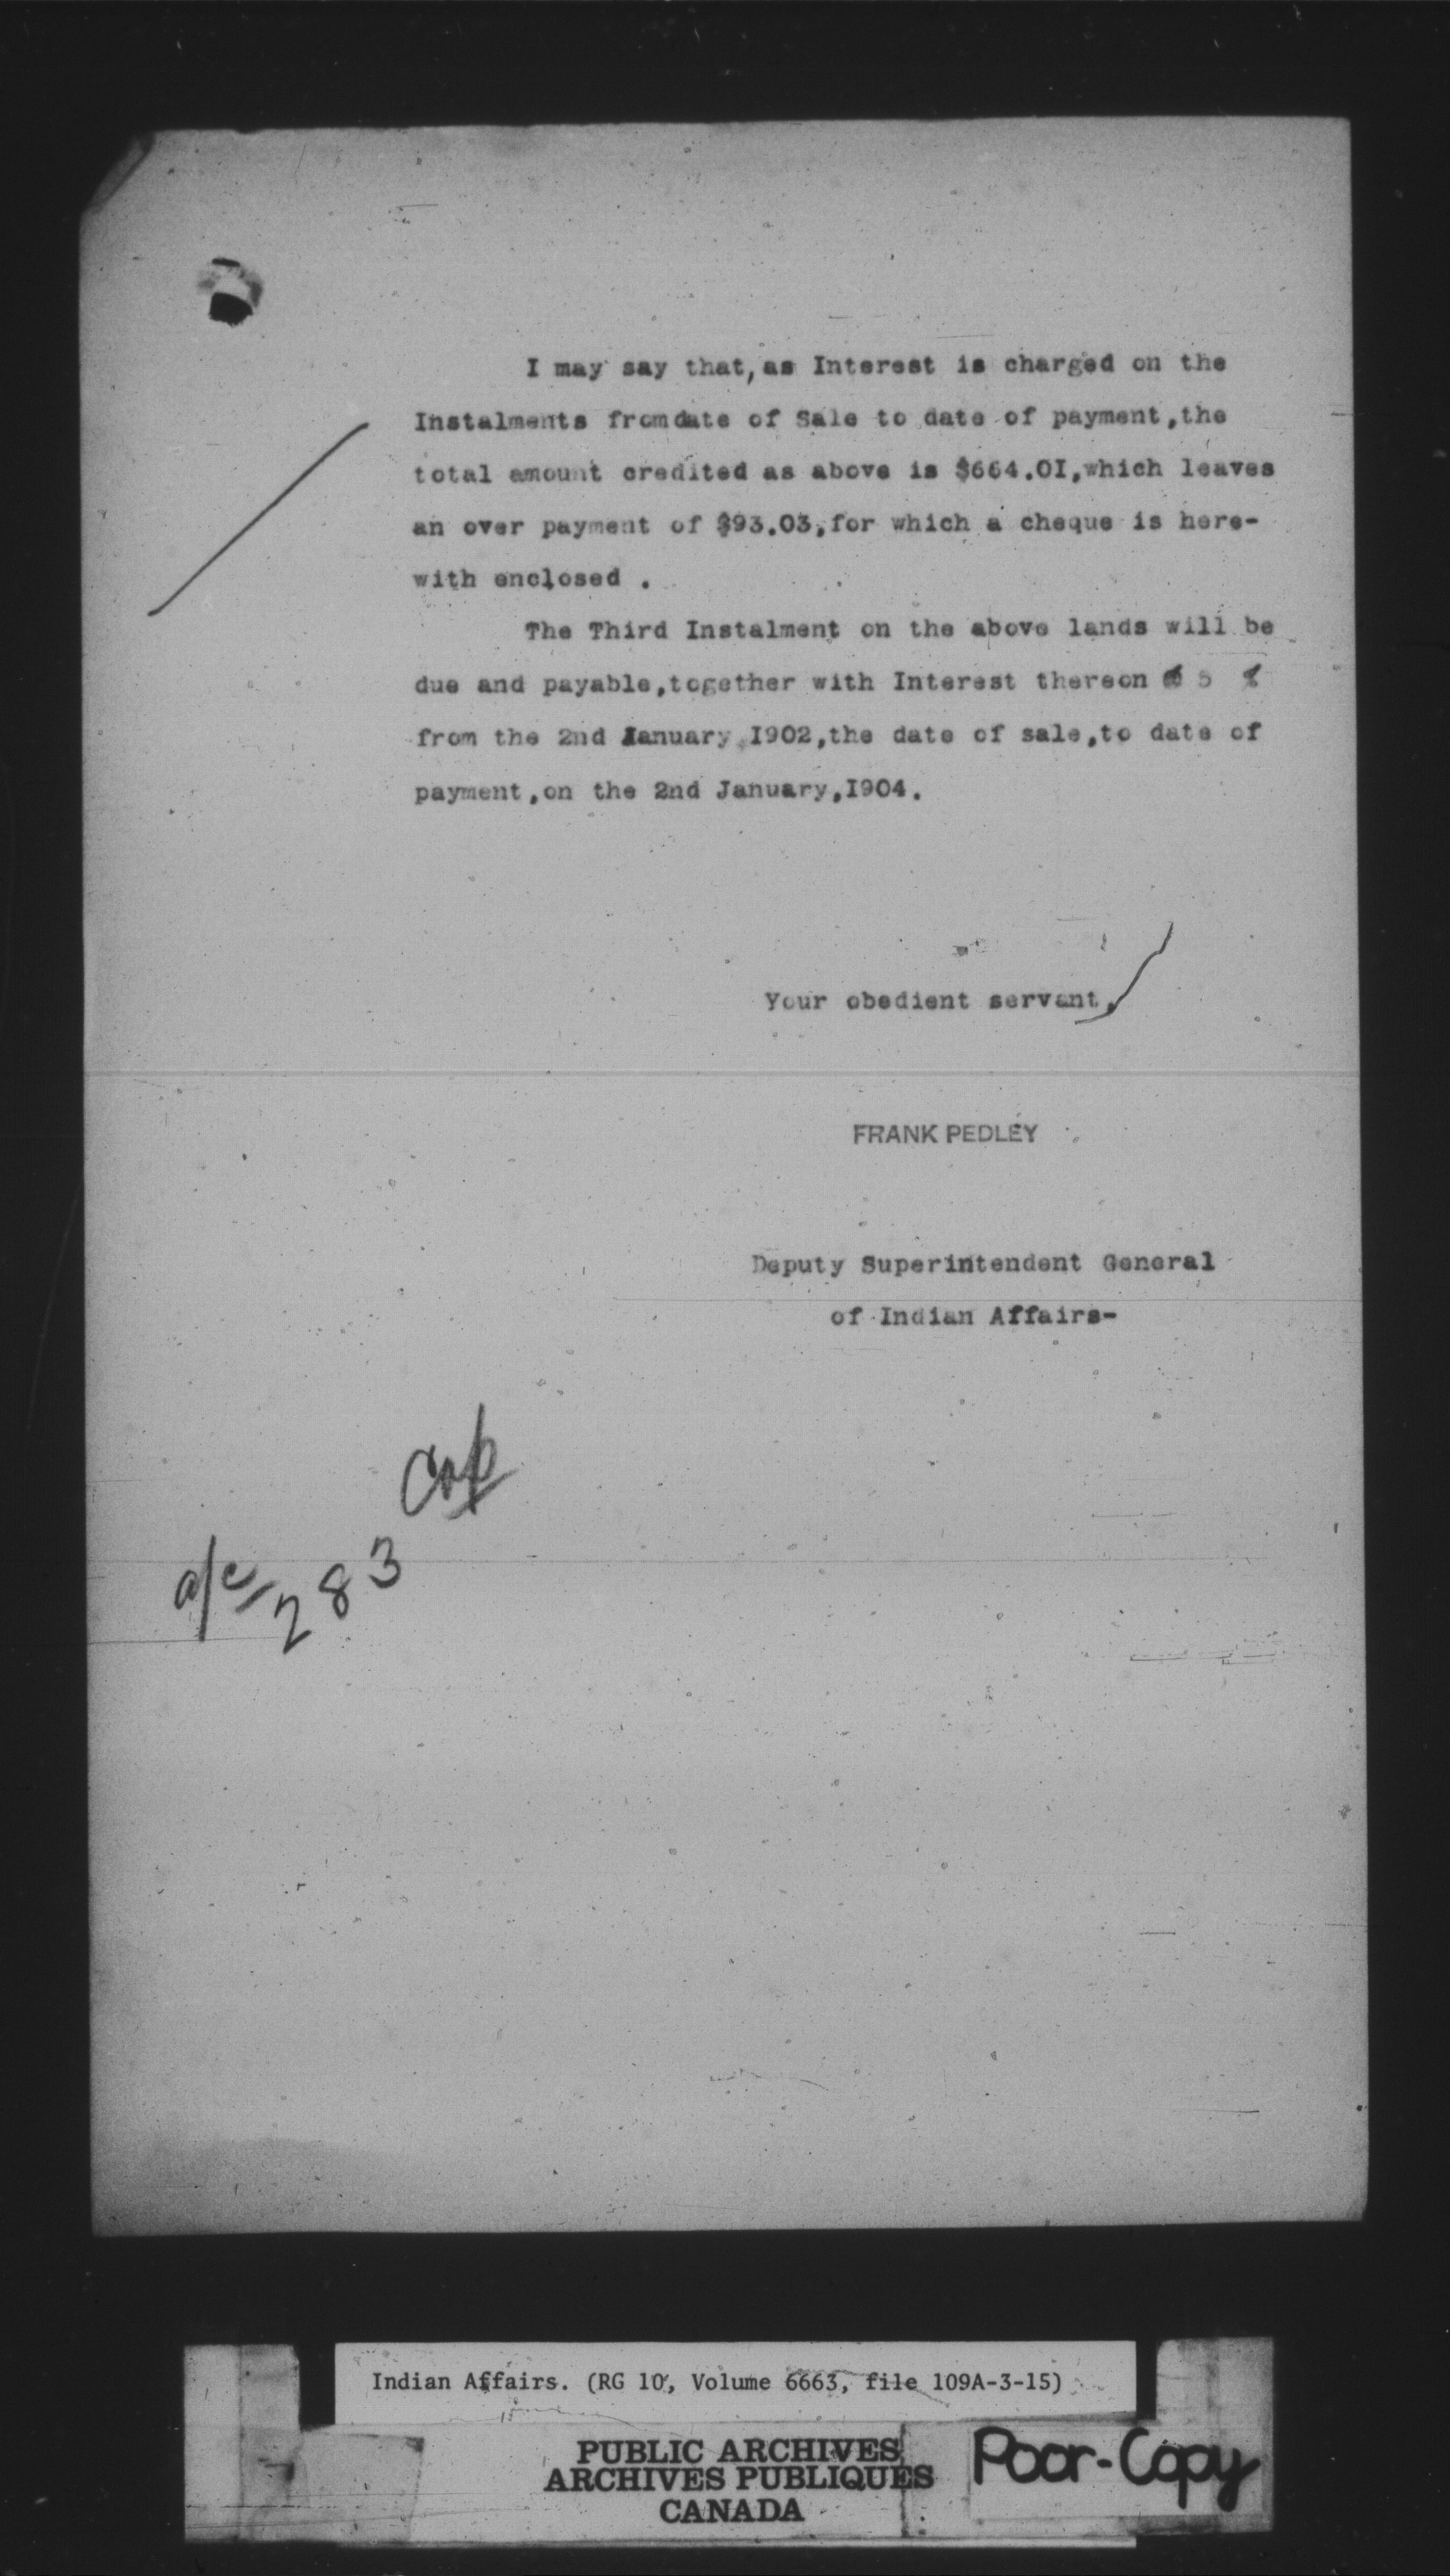 I may say that, as Interest is charged on the
Instalments from date of Sale to date of payment, the
total amount credited as above is $664.0I, which leaves
an over payment of $93.03, for which a cheque is here-
with enclosed .
The Third Instalment on the above lands will be
due and payable, together with Interest thereon @ 5 %
from the 2nd January, I902, the date of sale, to date of
payment, on the 2nd January, I904.
Your obedient servant,
FRANK PEDLEY
Deputy Superintendent General
of Indian Affairs-
a/c 283
Indian Affairs. (RG 10, Volume 6663, file 109A-3-15)
PUBLIC ARCHIVES
ARCHIVES PUBLIQUES
CANADA
Poor-Copy